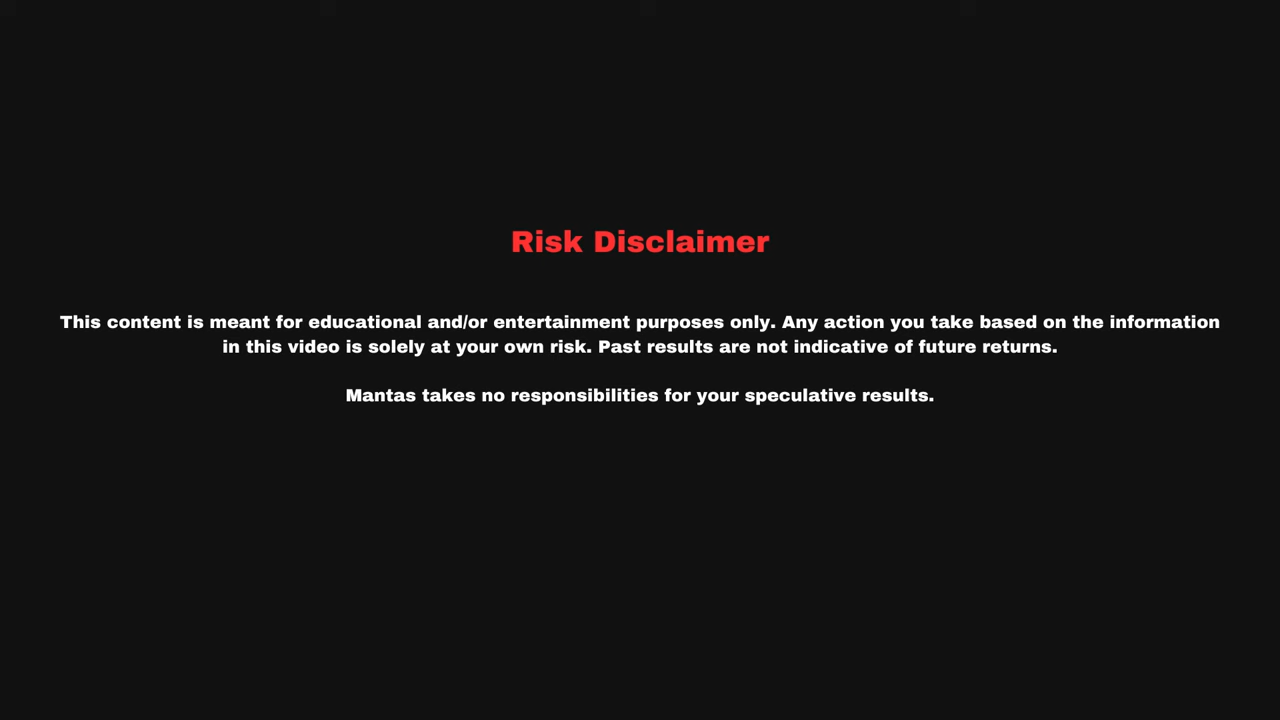 Risk Disclaimer
This content is meant for educational and/or entertainment purposes only. Any action you take based on the information
in this video is solely at your own risk. Past results are not indicative of future returns.
Mantas takes no responsibilities for your speculative results.